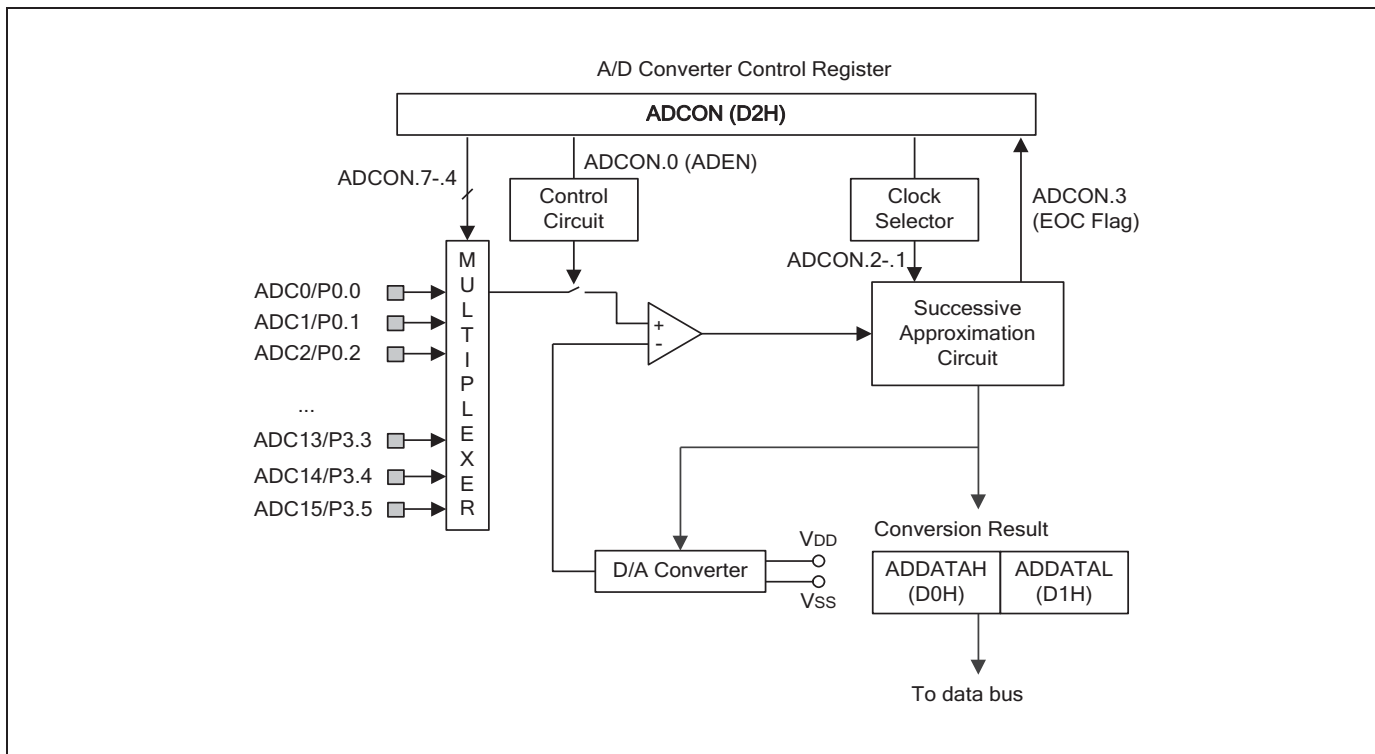 A/D Converter Control Register
ADCON (D2H)
ADCON.7-.4
ADCON.0 (ADEN)
Control
Circuit
Clock
Selector
ADCON.3
(EOC Flag)
ADCON.2-.1
M
U
L
T
I
P
L
E
X
E
R
ADC0/P0.0
ADC1/P0.1
ADC2/P0.2
...
ADC13/P3.3
ADC14/P3.4
ADC15/P3.5
+
-
Successive
Approximation
Circuit
D/A Converter
VDD
VSS
Conversion Result
ADDATAH
(D0H)
ADDATAL
(D1H)
To data bus